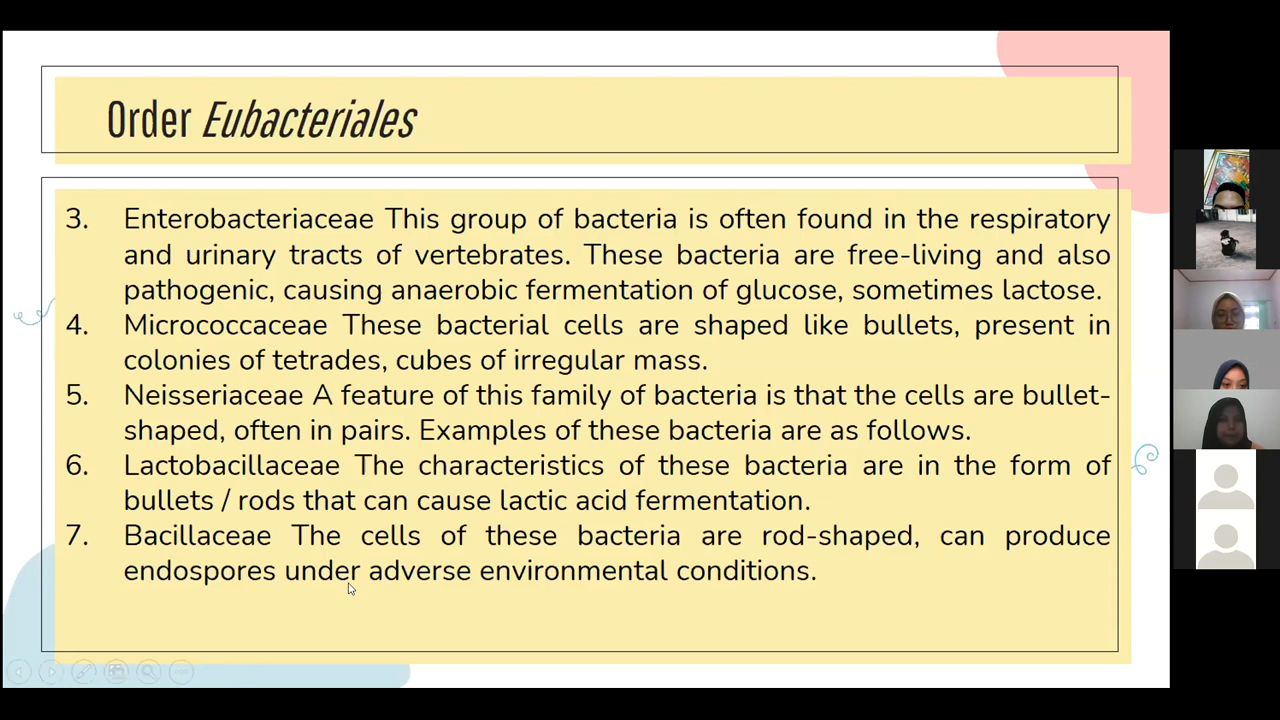 Order Eubacteriales
3. Enterobacteriaceae This group of bacteria is often found in the respiratory
and urinary tracts of vertebrates. These bacteria are free-living and also
pathogenic, causing anaerobic fermentation of glucose, sometimes lactose.
4. Micrococcaceae These bacterial cells are shaped like bullets, present in
colonies of tetrades, cubes of irregular mass.
5. Neisseriaceae A feature of this family of bacteria is that the cells are bullet-
shaped, often in pairs. Examples of these bacteria are as follows.
6. Lactobacillaceae The characteristics of these bacteria are in the form of
bullets / rods that can cause lactic acid fermentation.
7. Bacillaceae The cells of these bacteria are rod-shaped, can produce
endospores under adverse environmental conditions.